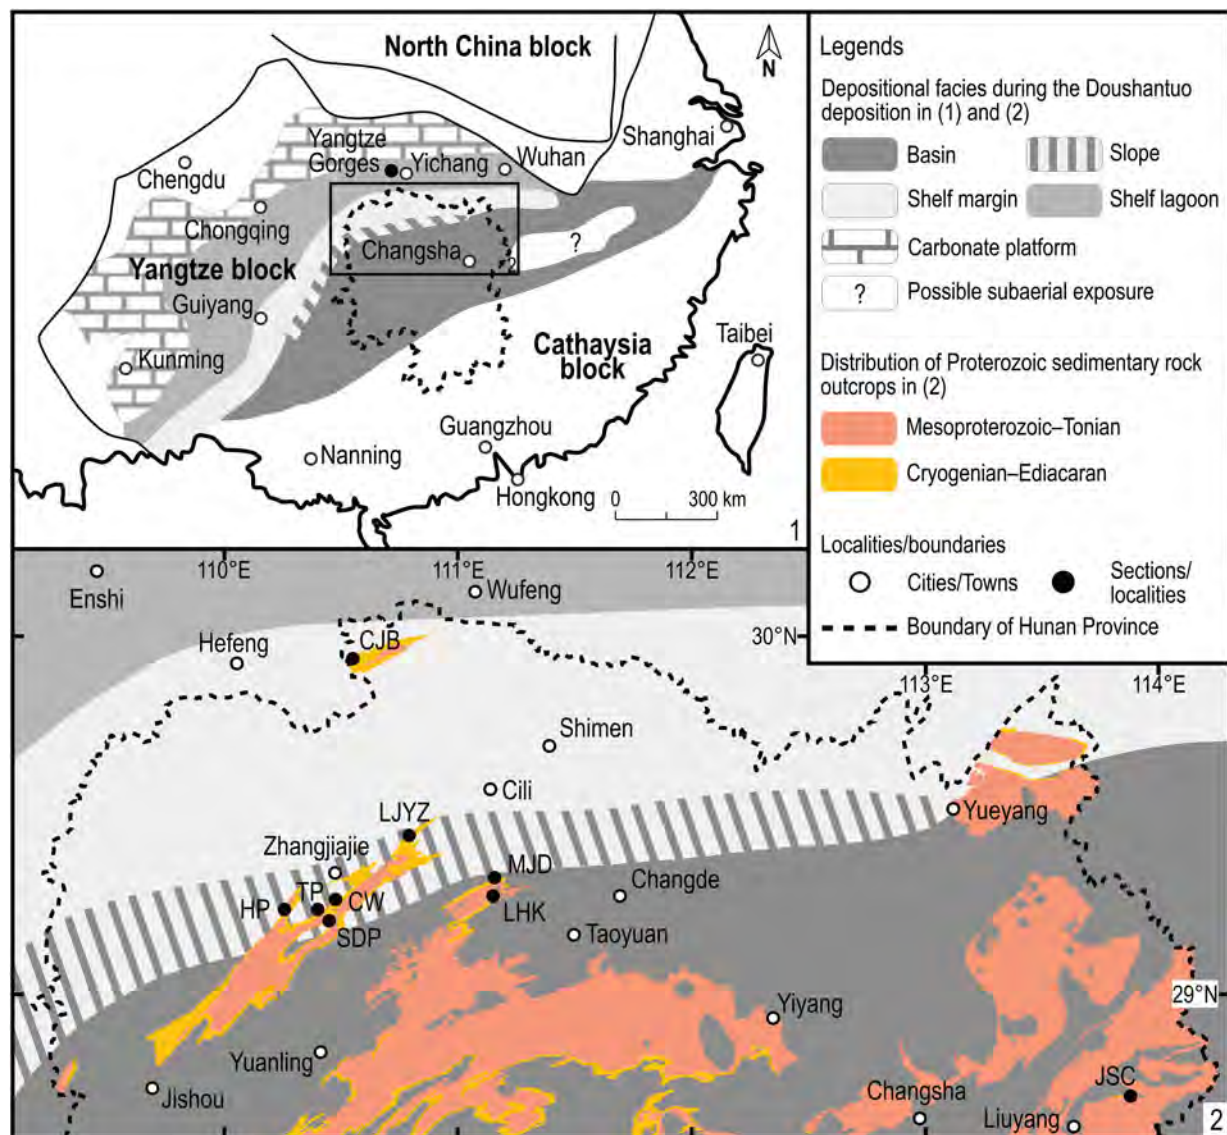 North China block
N
Shanghai
Yangtze
Gorges
Yichang
Wuhan
Chengdu
Chongqing
Changsha
2
?
Yangtze block
Guiyang
Taibei
Cathaysia
block
Kunming
Guangzhou
Nanning
Hongkong
0 300 km
1
Legends
Depositional facies during the Doushantuo
deposition in (1) and (2)
Basin
Slope
Shelf margin
Shelf lagoon
Carbonate platform
? Possible subaerial exposure
Distribution of Proterozoic sedimentary rock
outcrops in (2)
Mesoproterozoic–Tonian
Cryogenian–Ediacaran
Localities/boundaries
Cities/Towns
Sections/
localities
Boundary of Hunan Province
110°E
111°E
112°E
Enshi
Wufeng
30°N
Hefeng
CJB
113°E
114°E
Shimen
Cili
LJYZ
Yueyang
Zhangjiajie
MJD
Changde
HP
TP
CW
LHK
SDP
Taoyuan
29°N
Yiyang
Yuanling
Jishou
Changsha
JSC
Liuyang
2